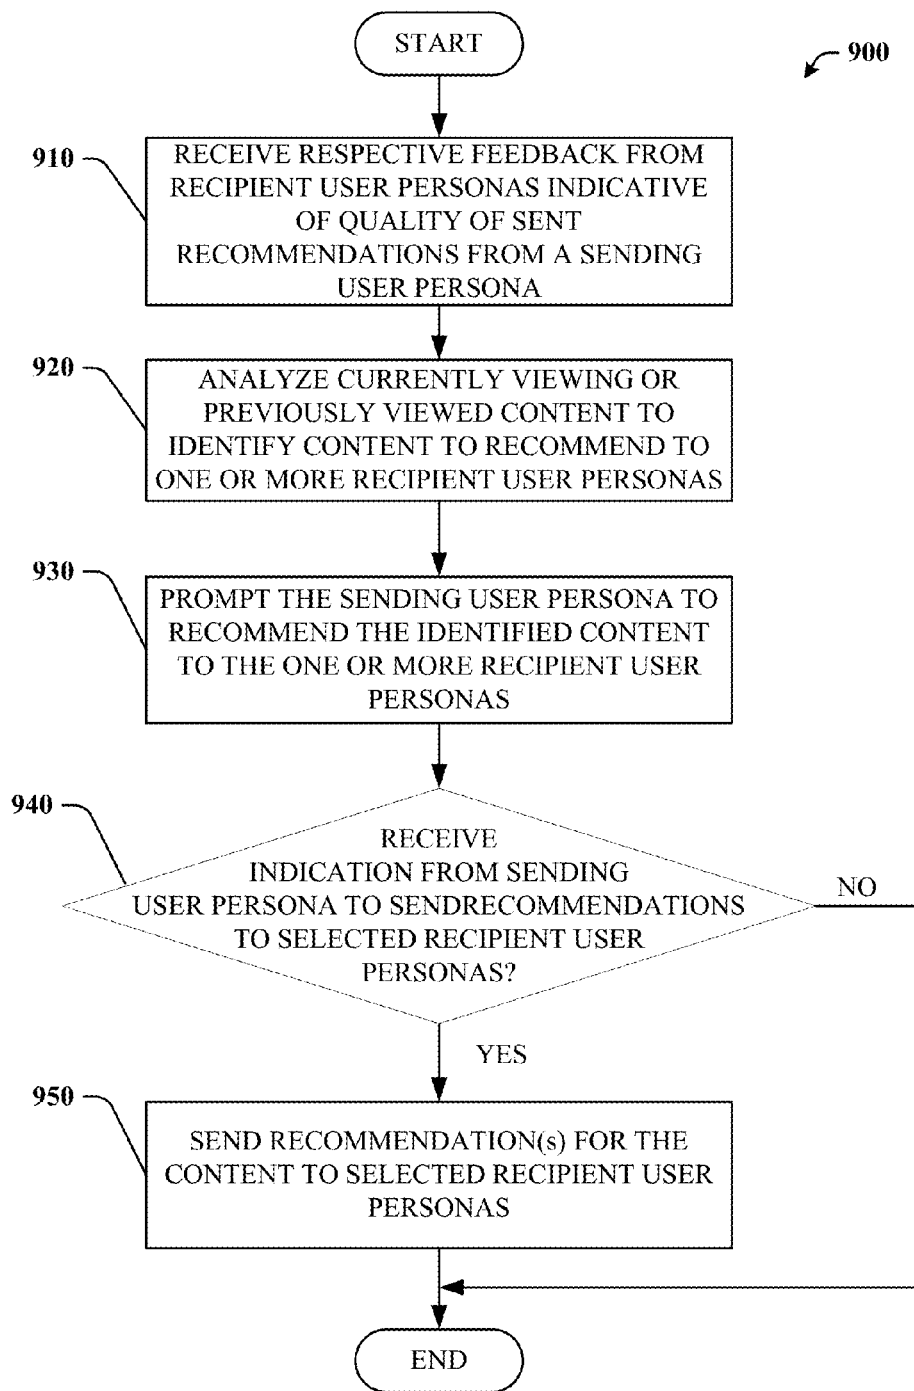 START
900
910
RECEIVE RESPECTIVE FEEDBACK FROM
RECIPIENT USER PERSONAS INDICATIVE
OF QUALITY OF SENT
RECOMMENDATIONS FROM A SENDING
USER PERSONA
920
ANALYZE CURRENTLY VIEWING OR
PREVIOUSLY VIEWED CONTENT TO
IDENTIFY CONTENT TO RECOMMEND TO
ONE OR MORE RECIPIENT USER PERSONAS
930
PROMPT THE SENDING USER PERSONA TO
RECOMMEND THE IDENTIFIED CONTENT
TO THE ONE OR MORE RECIPIENT USER
PERSONAS
940
RECEIVE
INDICATION FROM SENDING
USER PERSONA TO SENDRECOMMENDATIONS
TO SELECTED RECIPIENT USER
PERSONAS?
NO
YES
950
SEND RECOMMENDATION(s) FOR THE
CONTENT TO SELECTED RECIPIENT USER
PERSONAS
END